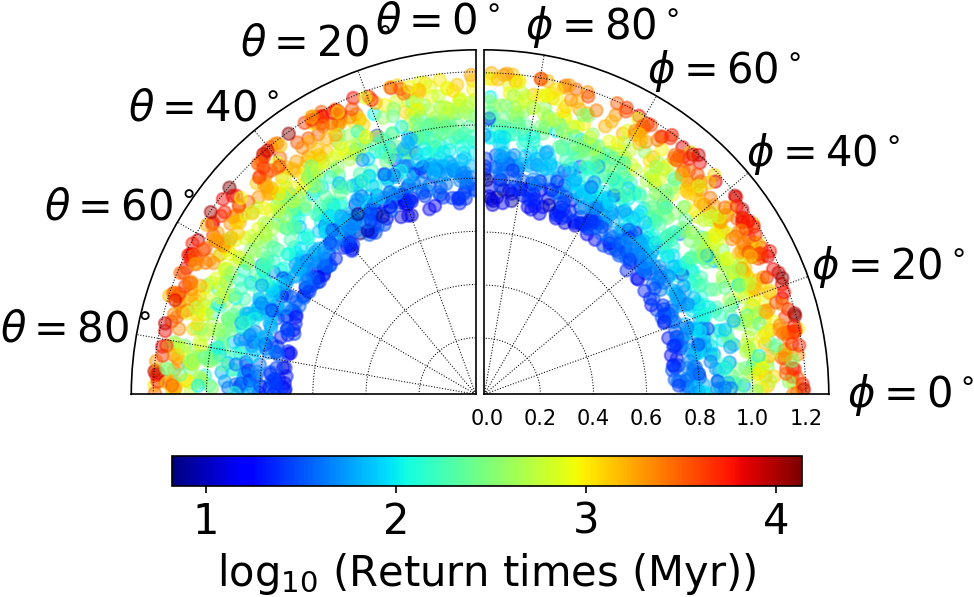 θ = 0°
ϕ = 80°
θ = 20°
ϕ = 60°
θ = 40°
ϕ = 40°
θ = 60°
ϕ = 20°
θ = 80°
ϕ = 0°
0.0 0.2 0.4 0.6 0.8 1.0 1.2
1 2 3 4
log₁₀ (Return times (Myr))